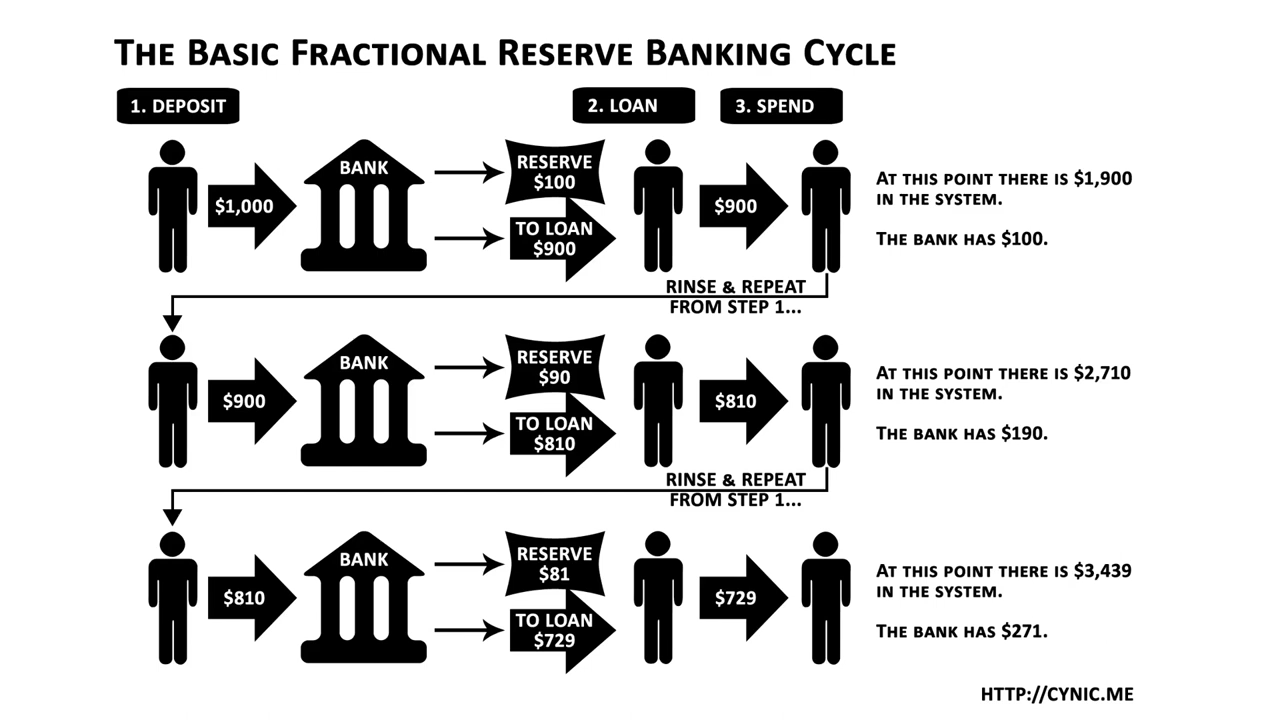 THE BASIC FRACTIONAL RESERVE BANKING CYCLE
1. DEPOSIT
2. LOAN
3. SPEND
$1,000
BANK
RESERVE
$100
TO LOAN
$900
$900
AT THIS POINT THERE IS $1,900
IN THE SYSTEM.
THE BANK HAS $100.
RINSE & REPEAT
FROM STEP 1...
$900
BANK
RESERVE
$90
TO LOAN
$810
$810
AT THIS POINT THERE IS $2,710
IN THE SYSTEM.
THE BANK HAS $190.
RINSE & REPEAT
FROM STEP 1...
$810
BANK
RESERVE
$81
TO LOAN
$729
$729
AT THIS POINT THERE IS $3,439
IN THE SYSTEM.
THE BANK HAS $271.
HTTP://CYNIC.ME